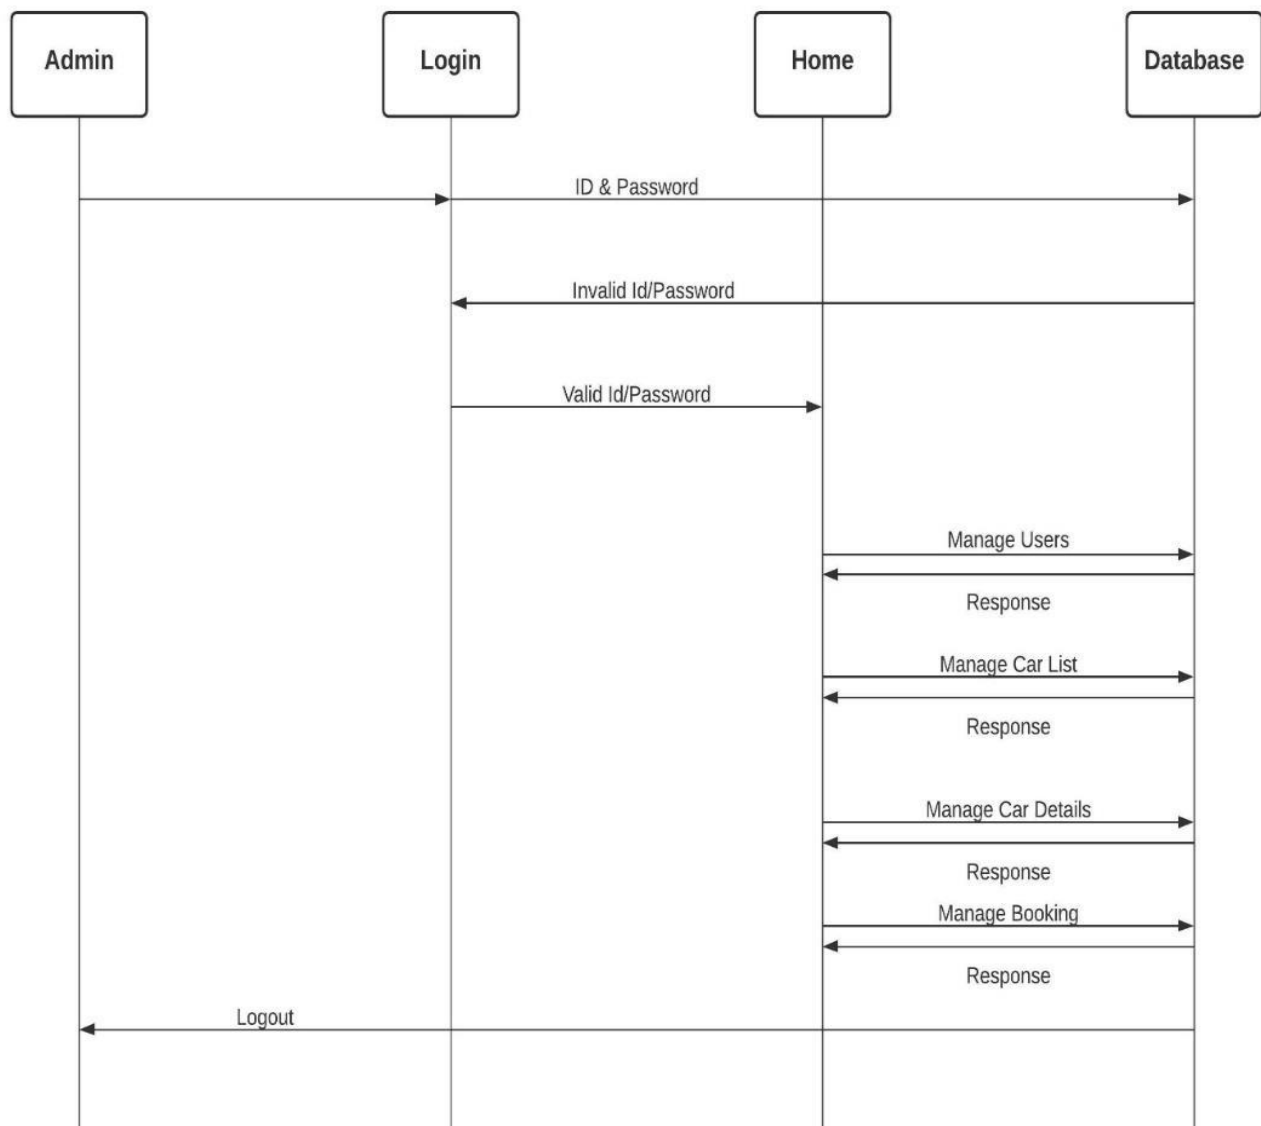 Admin
Login
Home
Database
ID & Password
Invalid Id/Password
Valid Id/Password
Manage Users
Response
Manage Car List
Response
Manage Car Details
Response
Manage Booking
Response
Logout